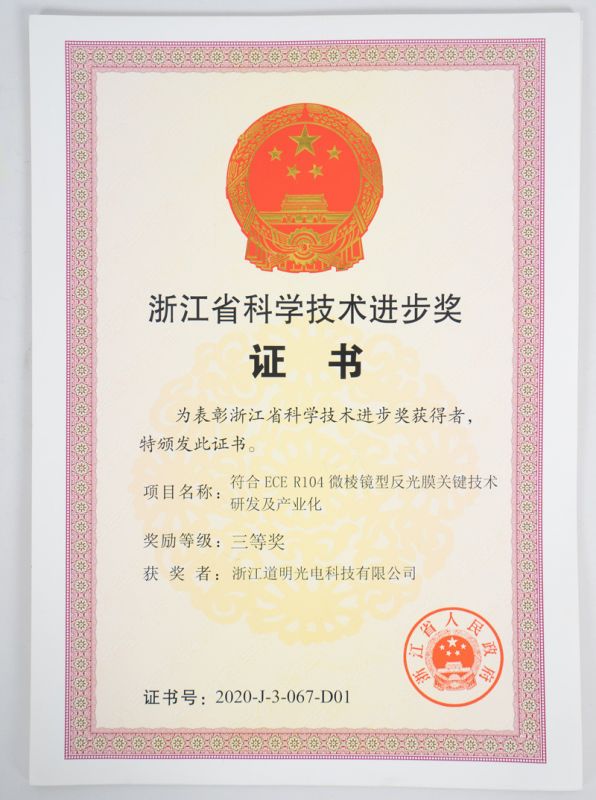 浙江省科学技术进步奖
证 书
为表彰浙江省科学技术进步奖获得者，
特颁发此证书。
项目名称：符合 ECE R104 微棱镜型反光膜关键技术
研发及产业化
奖励等级：三等奖
获 奖 者：浙江道明光电科技有限公司
浙江省人民政府
证书号：2020-J-3-067-D01